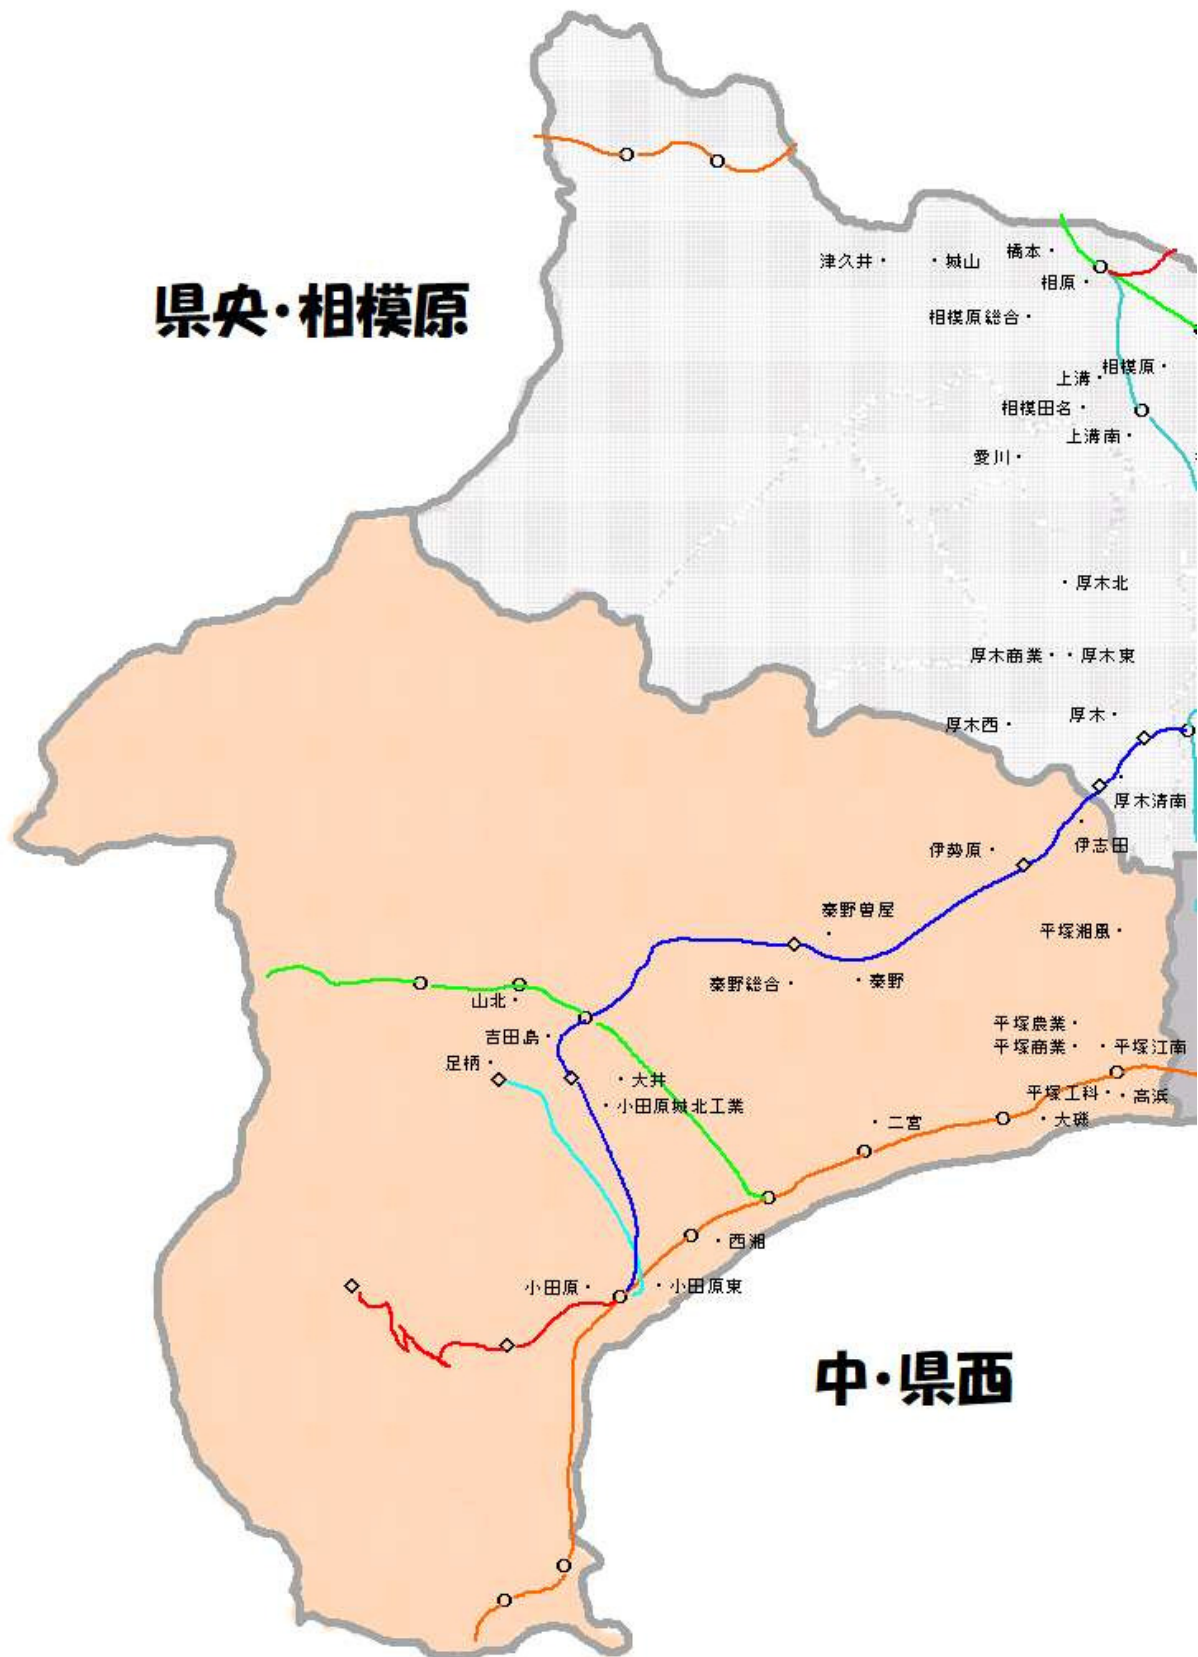 橋本
津久井
城山
相原
県央・相模原
相模原総合
相模原
上溝
相模田名
上溝南
愛川
厚木北
厚木商業
厚木東
厚木
厚木西
厚木清南
伊志田
伊勢原
秦野曽屋
平塚湘風
秦野総合
秦野
山北
平塚農業
吉田島
平塚商業
平塚江南
足柄
大井
平塚工科
高浜
小田原城北工業
二宮
大磯
西湘
小田原
小田原東
中・県西